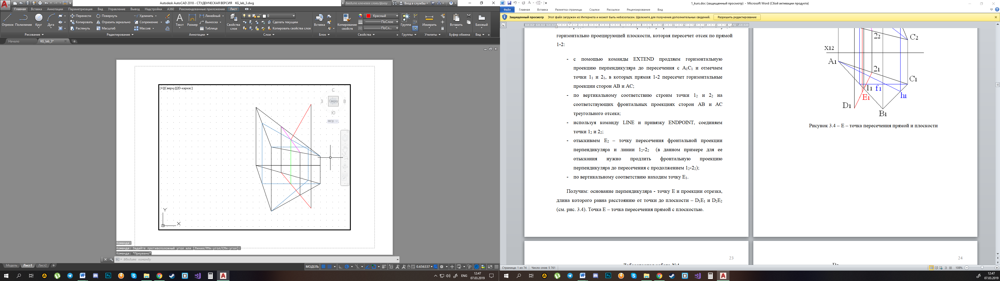 Autodesk AutoCAD 2018 - СТУДЕНЧЕСКАЯ ВЕРСИЯ KG_lab_3.dwg
Введите ключевое слово/фразу
Вход в службы
Главная Вставка Аннотации Параметризация Вид Управление Вывод Надстройки A360 Рекомендованные приложения Лист
Отрезок Полилиния Круг Дуга
Перенести Повернуть Удлинить
Копировать Отразить зеркально Сопряжение
Растянуть Масштаб Массив
Текст Размер
Линейный
Выноска
Таблица
Свойства слоя
0
Сделать текущим
Копировать свойства слоя
Вставка
Копирование свойств
Красный
ПоСлою
ПоСл...
Группа
Измерить
Вставить
Базовый
Рисование Редактирование Аннотации Слои Блок Свойства Группы Утилиты Буфер обмена Вид
Начало KG_lab_3*
[+][Сверху][2D-каркас]
С
З Сверху В
Ю
МСК
Y
X
Команда:
Команда: Задайте противоположный угол или [Линия/РМн-угол/СМн-угол]:
Команда: *Прервано*
Введите команду
Модель Лист1 Лист2 +
МОДЕЛЬ
0.656337
ENG
12:47
07.03.2019
1_kurs.doc (защищенный просмотр) - Microsoft Word (Сбой активации продукта)
Файл Главная Вставка Разметка страницы Ссылки Рассылки Рецензирование Вид
Защищенный просмотр Этот файл загружен из Интернета и может быть небезопасен. Щелкните для получения дополнительных сведений. Разрешить редактирование
горизонтально проецирующей плоскости, которая пересечет отсек по прямой
1-2:
- с помощью команды EXTEND продляем горизонтальную
проекцию перпендикуляра до пересечения с A₁C₁ и отмечаем
точки 1₁ и 2₁, в которых прямая 1-2 пересечет горизонтальные
проекции сторон АВ и АС;
- по вертикальному соответствию строим точки 1₂ и 2₂ на
соответствующих фронтальных проекциях сторон АВ и АС
треугольного отсека;
- используя команду LINE и привязку ENDPOINT, соединяем
точки 1₂ и 2₂;
- отыскиваем E₂ – точку пересечения фронтальной проекции
перпендикуляра и линии 1₂-2₂ (в данном примере для ее
отыскания нужно продлить фронтальную проекцию
перпендикуляра до пересечения с продолжением 1₂-2₂);
- по вертикальному соответствию находим точку E₁.
Получим: основание перпендикуляра - точку Е и проекции отрезка,
длина которого равна расстоянию от точки до плоскости – D₁E₁ и D₂E₂
(см. рис. 3.4). Точка Е – точка пересечения прямой с плоскостью.
23
2₂
C₂
X12
A₁
2₁
C₁
1₁ f₁
E₁ h₁
D₁
B₁
Рисунок 3.4 – Е – точка пересечения прямой и плоскости
24
Страница: 1 из 74 Число слов: 5 761
108%
12:47
07.03.2019